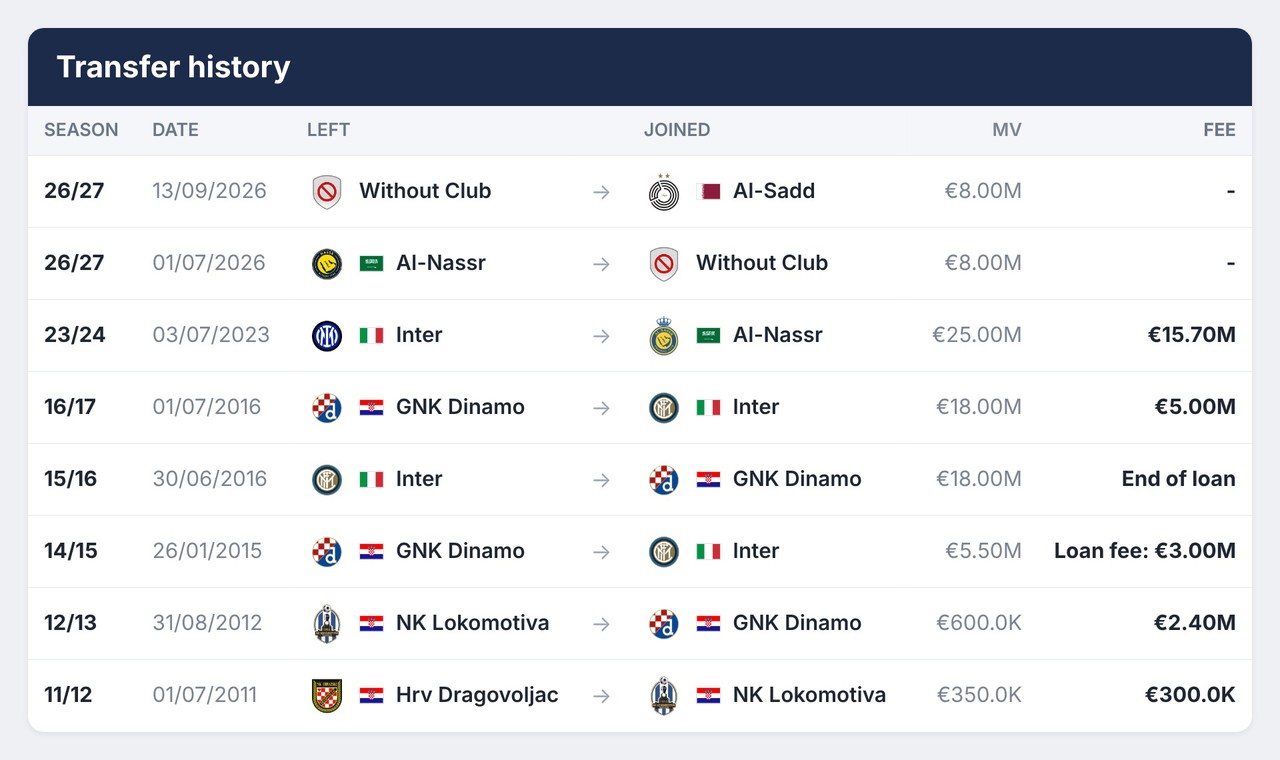 Transfer history
SEASON DATE LEFT JOINED MV FEE
26/27 13/09/2026 Without Club → Al-Sadd €8.00M -
26/27 01/07/2026 Al-Nassr → Without Club €8.00M -
23/24 03/07/2023 Inter → Al-Nassr €25.00M €15.70M
16/17 01/07/2016 GNK Dinamo → Inter €18.00M €5.00M
15/16 30/06/2016 Inter → GNK Dinamo €18.00M End of loan
14/15 26/01/2015 GNK Dinamo → Inter €5.50M Loan fee: €3.00M
12/13 31/08/2012 NK Lokomotiva → GNK Dinamo €600.0K €2.40M
11/12 01/07/2011 Hrv Dragovoljac → NK Lokomotiva €350.0K €300.0K